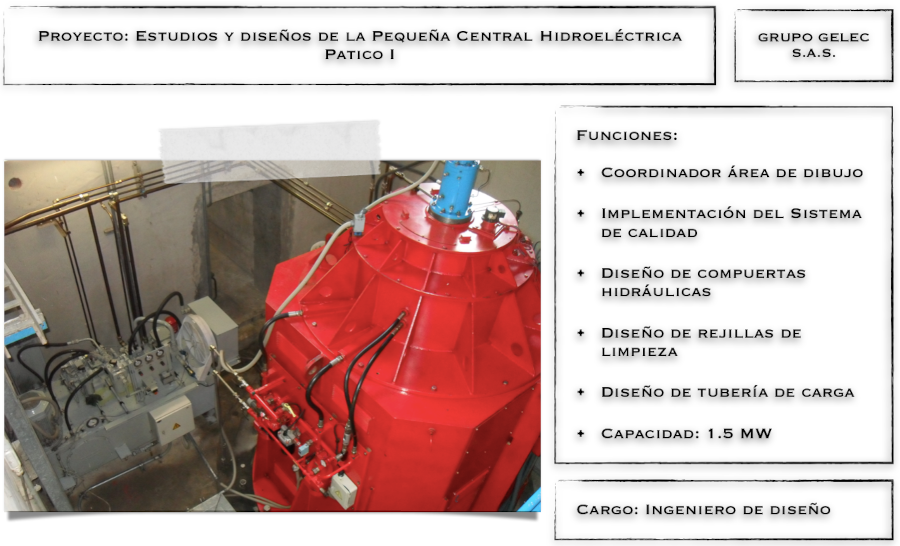 Proyecto: Estudios y diseños de la Pequeña Central Hidroeléctrica
Patico I
GRUPO GELEC
S.A.S.
Funciones:
✦ Coordinador área de dibujo
✦ Implementación del Sistema
de calidad
✦ Diseño de compuertas
hidráulicas
✦ Diseño de rejillas de
limpieza
✦ Diseño de tubería de carga
✦ Capacidad: 1.5 MW
Cargo: Ingeniero de diseño